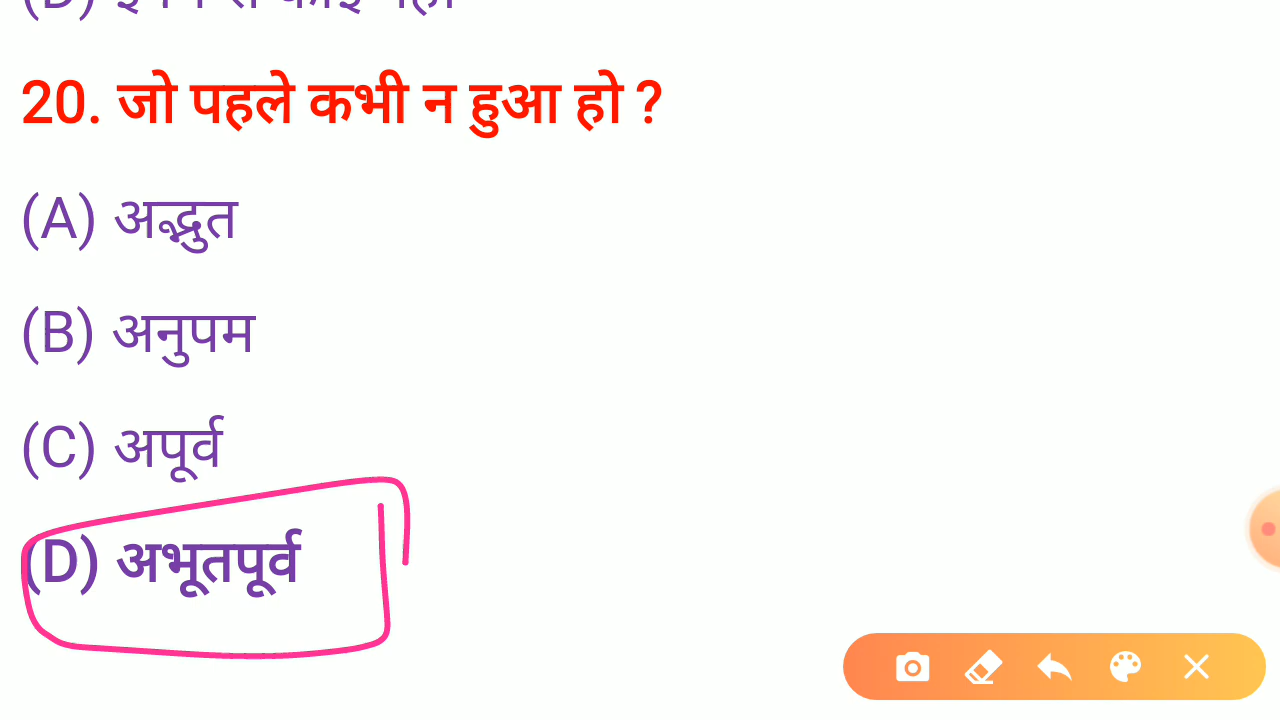 20. जो पहले कभी न हुआ हो ?
(A) अद्भुत
(B) अनुपम
(C) अपूर्व
(D) अभूतपूर्व